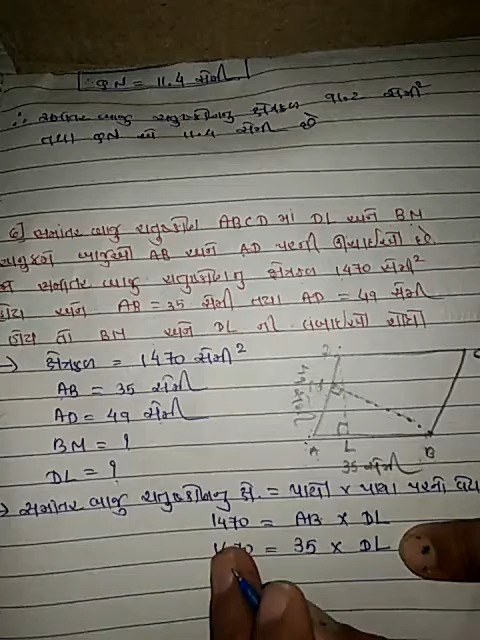 ∴ QN = 11.4 સેમી
∴ સમાંતર બાજુ ચતુષ્કોણનુ ક્ષેત્રફળ 91.2 સેમી²
તથા QN = 11.4 સેમી છે
6] સમાંતર બાજુ ચતુષ્કોણ ABCD માં DL અને BM
અનુક્રમે બાજુઓ AB અને AD પરની ઊંચાઈઓ છે
સમાંતર બાજુ ચતુષ્કોણનુ ક્ષેત્રફળ 1470 સેમી²
હોય અને AB = 35 સેમી તથા AD = 49 સેમી
હોય તો BM અને DL ની લંબાઈઓ શોધો
→ ક્ષેત્રફળ = 1470 સેમી²
AB = 35 સેમી
AD = 49 સેમી
BM = ?
DL = ?
D C
A L B
35 સેમી
→ સમાંતર બાજુ ચતુષ્કોણનુ ક્ષે. = પાયો × પાયા પરનો વેધ
1470 = AB × DL
1470 = 35 × DL